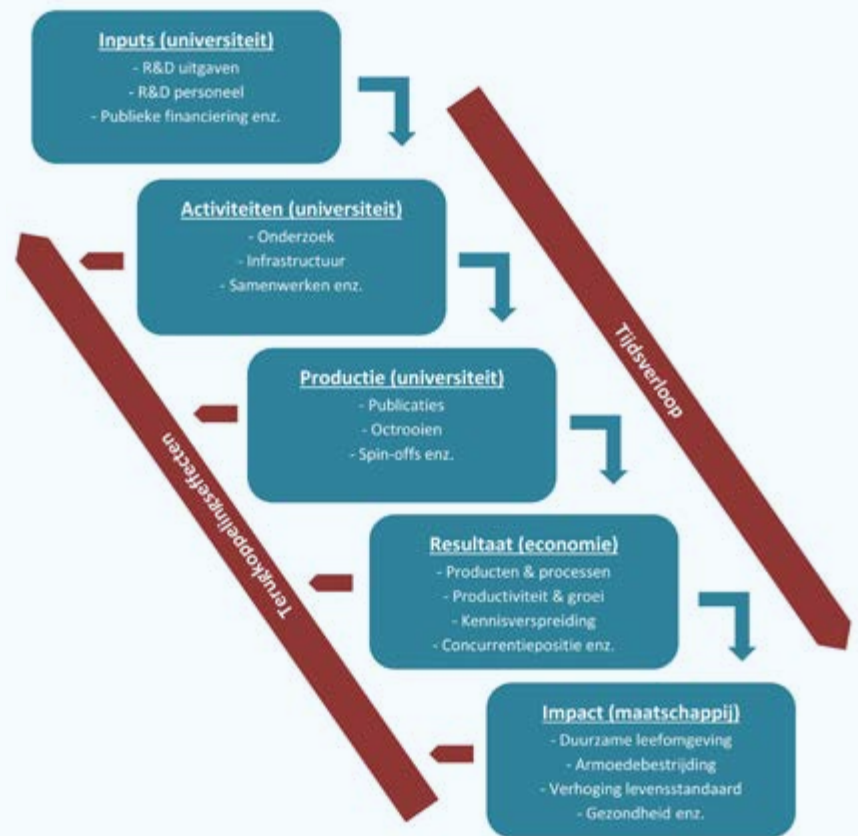 Inputs (universiteit)
- R&D uitgaven
- R&D personeel
- Publieke financiering enz.
Activiteiten (universiteit)
- Onderzoek
- Infrastructuur
- Samenwerken enz.
Productie (universiteit)
- Publicaties
- Octrooien
- Spin-offs enz.
Resultaat (economie)
- Producten & processen
- Productiviteit & groei
- Kennisverspreiding
- Concurrentiepositie enz.
Impact (maatschappij)
- Duurzame leefomgeving
- Armoedebestrijding
- Verhoging levensstandaard
- Gezondheid enz.
Tijdsverloop
Terugkoppelingseffecten